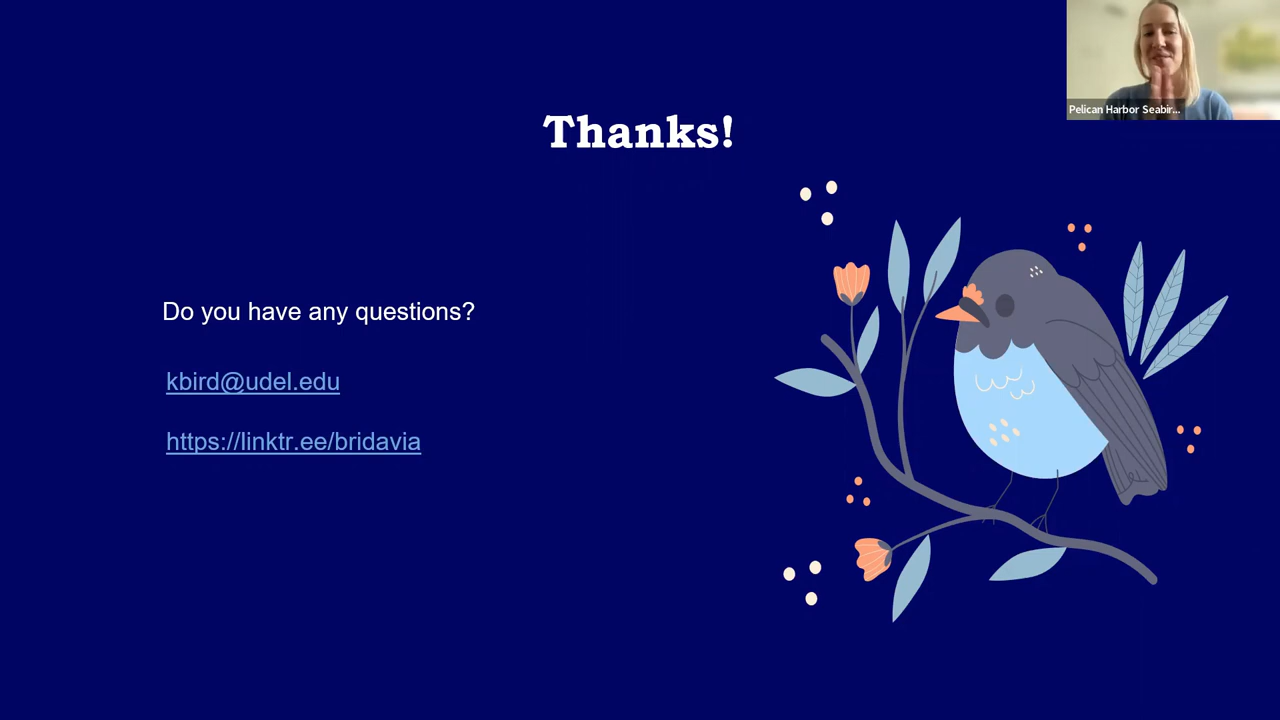 Pelican Harbor Seabir...
Thanks!
Do you have any questions?
kbird@udel.edu
https://linktr.ee/bridavia